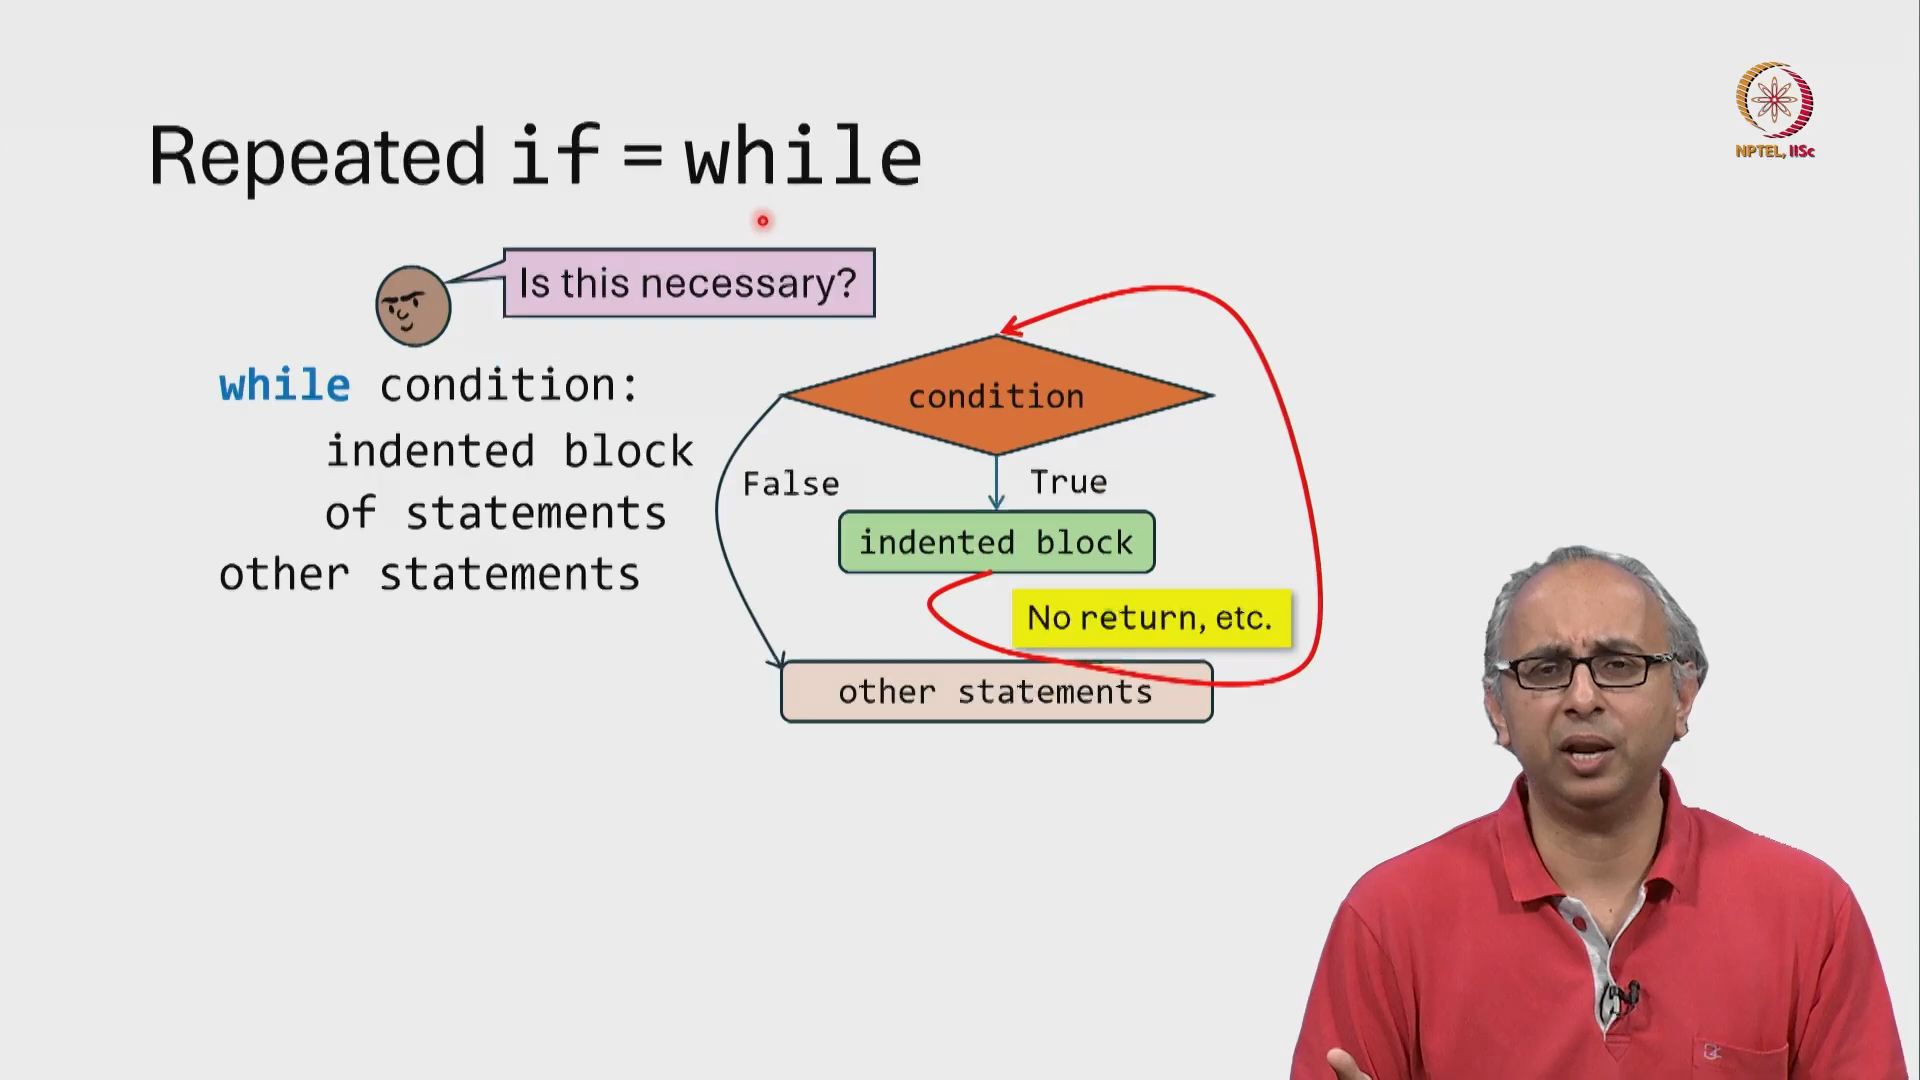 Repeated if = while
NPTEL, IISc
Is this necessary?
while condition:
indented block
of statements
other statements
condition
False
True
indented block
No return, etc.
other statements